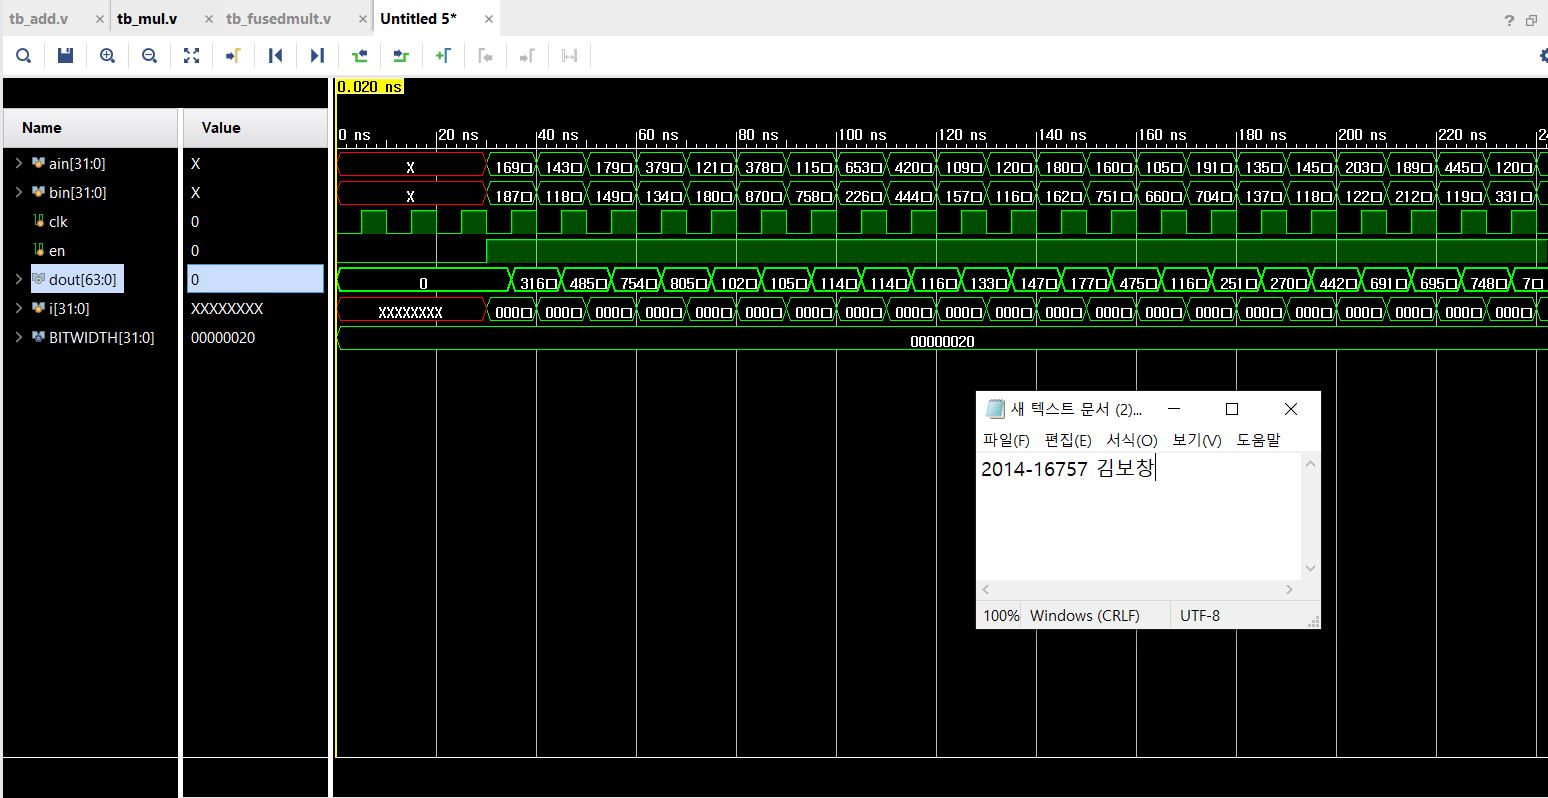 tb_add.v × tb_mul.v × tb_fusedmult.v × Untitled 5* ×
0.020 ns
Name Value
0 ns 20 ns 40 ns 60 ns 80 ns 100 ns 120 ns 140 ns 160 ns 180 ns 200 ns 220 ns
ain[31:0] X X 169 143 179 379 121 378 115 653 420 109 120 180 160 105 191 135 145 203 189 445 120
bin[31:0] X X 187 118 149 134 180 870 758 226 444 157 116 162 751 660 704 137 118 122 212 119 331
clk 0
en 0
dout[63:0] 0 0 316 485 754 805 102 105 114 114 116 133 147 177 475 116 251 270 442 691 695 748 7
i[31:0] XXXXXXXX XXXXXXXX 000 000 000 000 000 000 000 000 000 000 000 000 000 000 000 000 000 000 000 000 000
BITWIDTH[31:0] 00000020 00000020
새 텍스트 문서 (2)...
파일(F) 편집(E) 서식(O) 보기(V) 도움말
2014-16757 김보창
100% Windows (CRLF) UTF-8